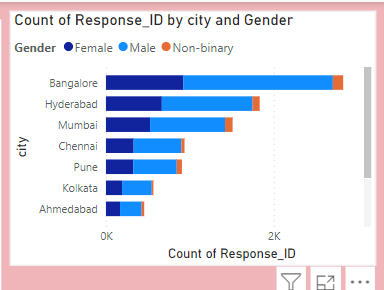 Count of Response_ID by city and Gender
Gender Female Male Non-binary
Bangalore
Hyderabad
Mumbai
Chennai
Pune
Kolkata
Ahmedabad
city
0K 2K
Count of Response_ID